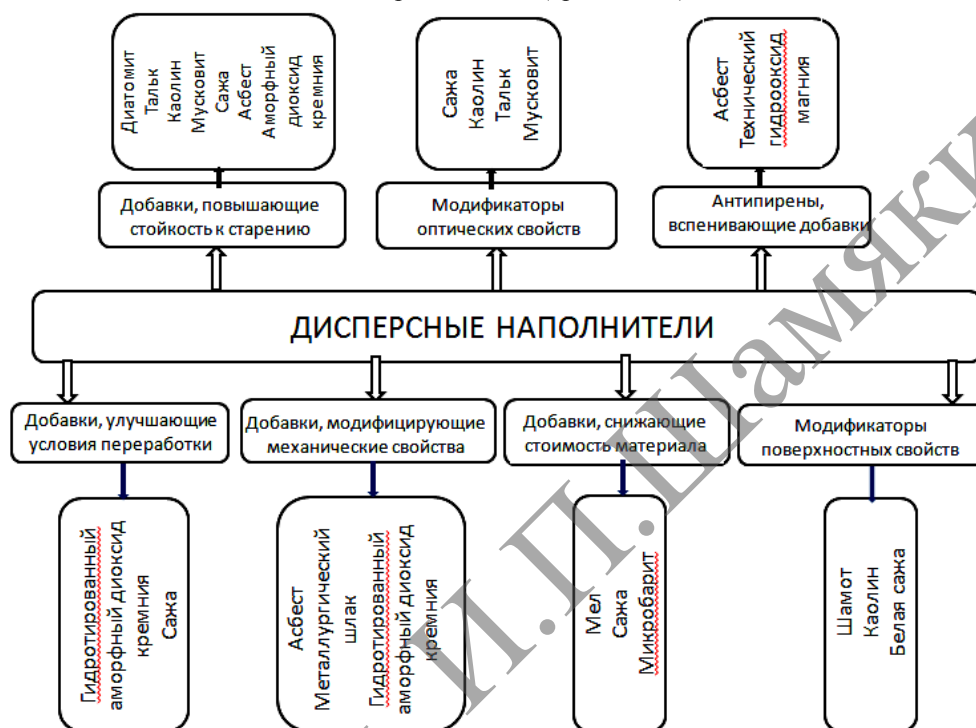 Диатомит
Тальк
Каолин
Мусковит
Сажа
Асбест
Аморфный
диоксид
кремния
Сажа
Каолин
Тальк
Мусковит
Асбест
Технический
гидрооксид
магния
Добавки, повышающие
стойкость к старению
Модификаторы
оптических свойств
Антипирены,
вспенивающие добавки
ДИСПЕРСНЫЕ НАПОЛНИТЕЛИ
Добавки, улучшающие
условия переработки
Добавки, модифицирующие
механические свойства
Добавки, снижающие
стоимость материала
Модификаторы
поверхностных свойств
Гидротированный
аморфный диоксид
кремния
Сажа
Асбест
Металлургический
шлак
Гидротированный
аморфный диоксид
кремния
Мел
Сажа
Микробарит
Шамот
Каолин
Белая сажа
И.П.Шамяки